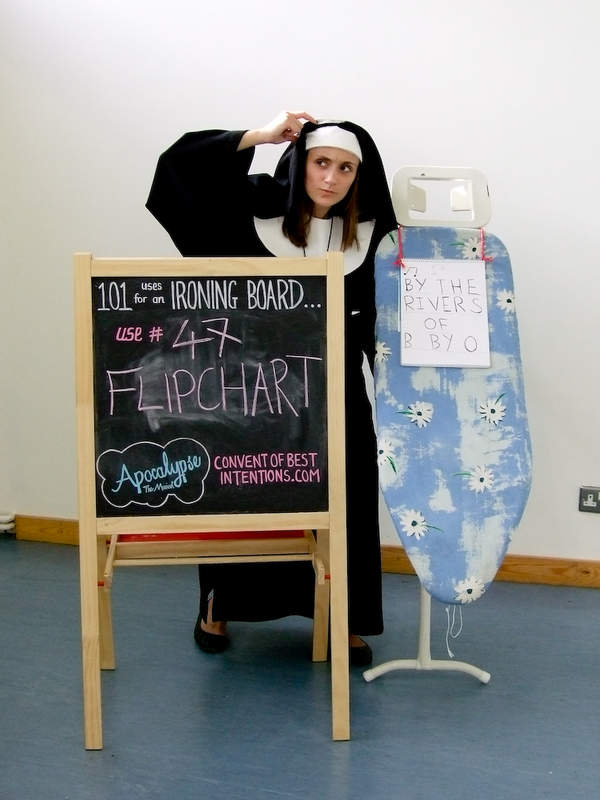 101 uses for an IRONING BOARD...
use # 47
FLIPCHART
Apocalypse
The Musical
CONVENT OF BEST
INTENTIONS.COM
♫
BY THE
RIVERS
OF
B BY O